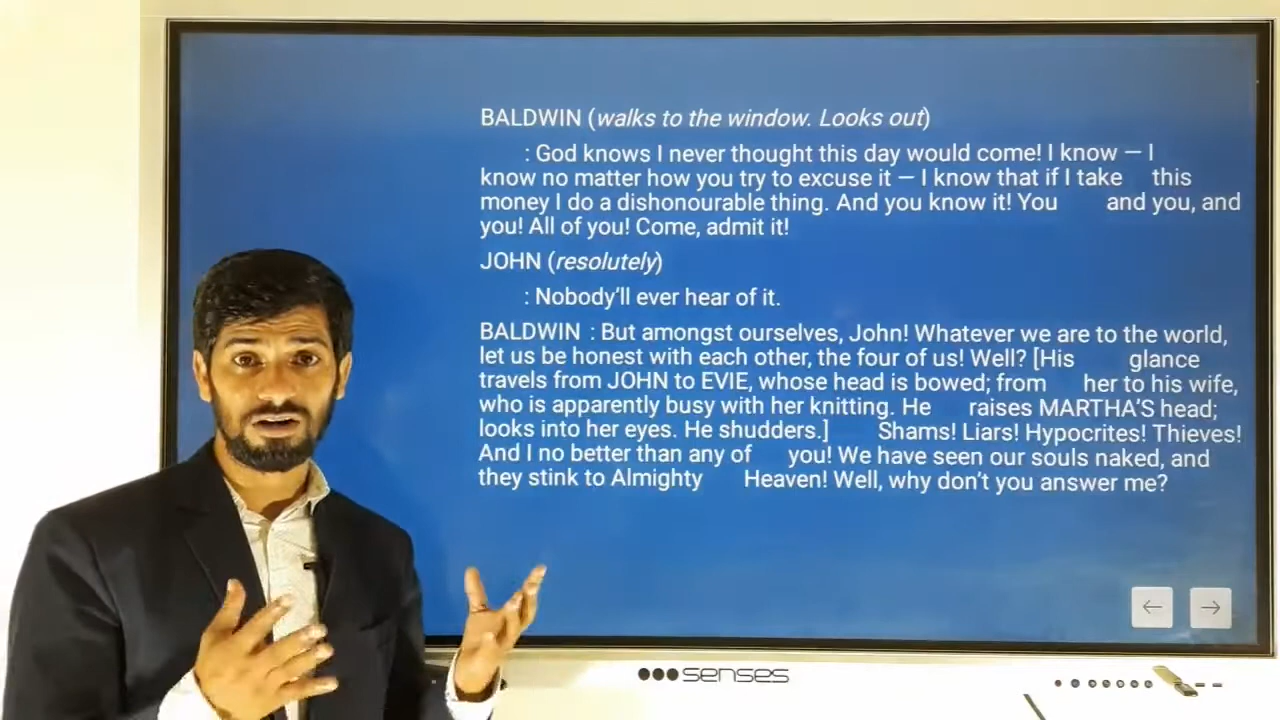 BALDWIN (walks to the window. Looks out)
: God knows I never thought this day would come! I know — I
know no matter how you try to excuse it — I know that if I take this
money I do a dishonourable thing. And you know it! You and you, and
you! All of you! Come, admit it!
JOHN (resolutely)
: Nobody'll ever hear of it.
BALDWIN : But amongst ourselves, John! Whatever we are to the world,
let us be honest with each other, the four of us! Well? [His glance
travels from JOHN to EVIE, whose head is bowed; from her to his wife,
who is apparently busy with her knitting. He raises MARTHA'S head;
looks into her eyes. He shudders.] Shams! Liars! Hypocrites! Thieves!
And I no better than any of you! We have seen our souls naked, and
they stink to Almighty Heaven! Well, why don't you answer me?
senses